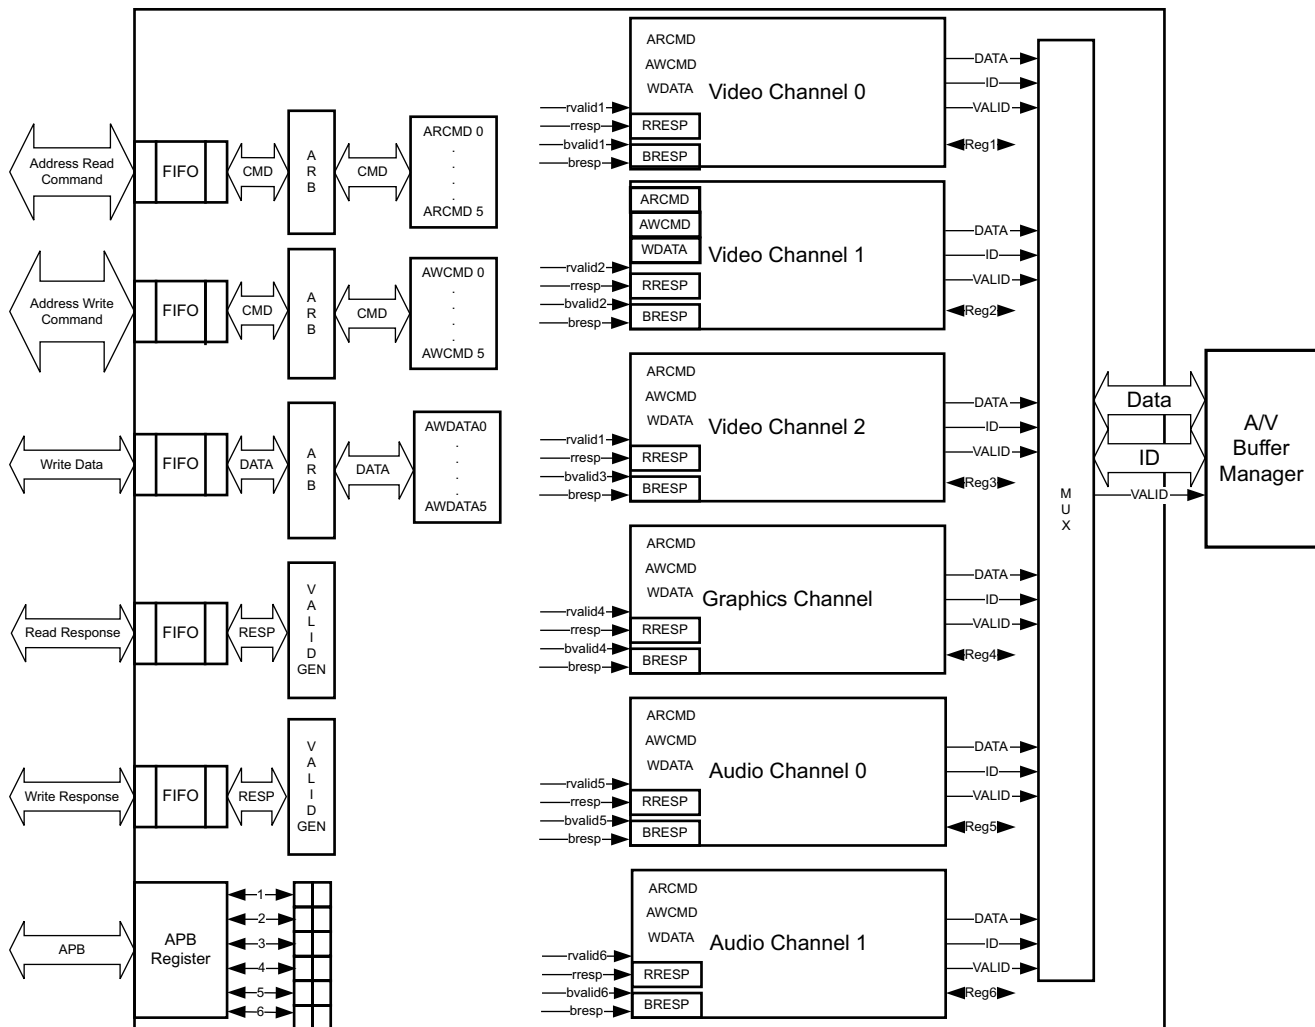 Address Read
Command
FIFO
CMD
A
R
B
CMD
ARCMD 0
.
.
.
.
ARCMD 5
Address Write
Command
FIFO
CMD
A
R
B
CMD
AWCMD 0
.
.
.
.
AWCMD 5
Write Data
FIFO
DATA
A
R
B
DATA
AWDATA0
.
.
.
.
AWDATA5
Read Response
FIFO
RESP
V
A
L
I
D
GEN
Write Response
FIFO
RESP
V
A
L
I
D
GEN
APB
APB
Register
1
2
3
4
5
6
ARCMD
AWCMD
WDATA
Video Channel 0
rvalid1
rresp
bvalid1
bresp
RRESP
BRESP
DATA
ID
VALID
Reg1
ARCMD
AWCMD
WDATA
Video Channel 1
rvalid2
rresp
bvalid2
bresp
RRESP
BRESP
DATA
ID
VALID
Reg2
ARCMD
AWCMD
WDATA
Video Channel 2
rvalid1
rresp
bvalid3
bresp
RRESP
BRESP
DATA
ID
VALID
Reg3
ARCMD
AWCMD
WDATA
Graphics Channel
rvalid4
rresp
bvalid4
bresp
RRESP
BRESP
DATA
ID
VALID
Reg4
ARCMD
AWCMD
WDATA
Audio Channel 0
rvalid5
rresp
bvalid5
bresp
RRESP
BRESP
DATA
ID
VALID
Reg5
ARCMD
AWCMD
WDATA
Audio Channel 1
rvalid6
rresp
bvalid6
bresp
RRESP
BRESP
DATA
ID
VALID
Reg6
M
U
X
Data
ID
VALID
A/V
Buffer
Manager